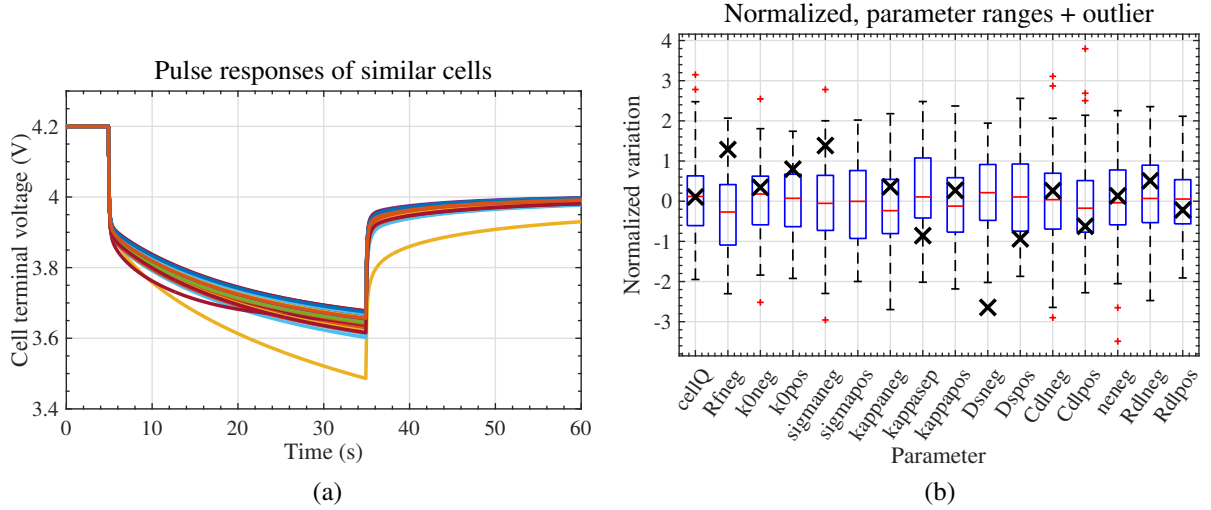 Pulse responses of similar cells
Cell terminal voltage (V)
4.2
4
3.8
3.6
3.4
0 10 20 30 40 50 60
Time (s)
(a)
Normalized, parameter ranges + outlier
Normalized variation
4
3
2
1
0
-1
-2
-3
cellQ
Rfneg
k0neg
k0pos
sigmaneg
sigmapos
kappaneg
kappasep
kappapos
Dsneg
Dspos
Cdlneg
Cdlpos
neneg
Rdlneg
Rdlpos
Parameter
(b)